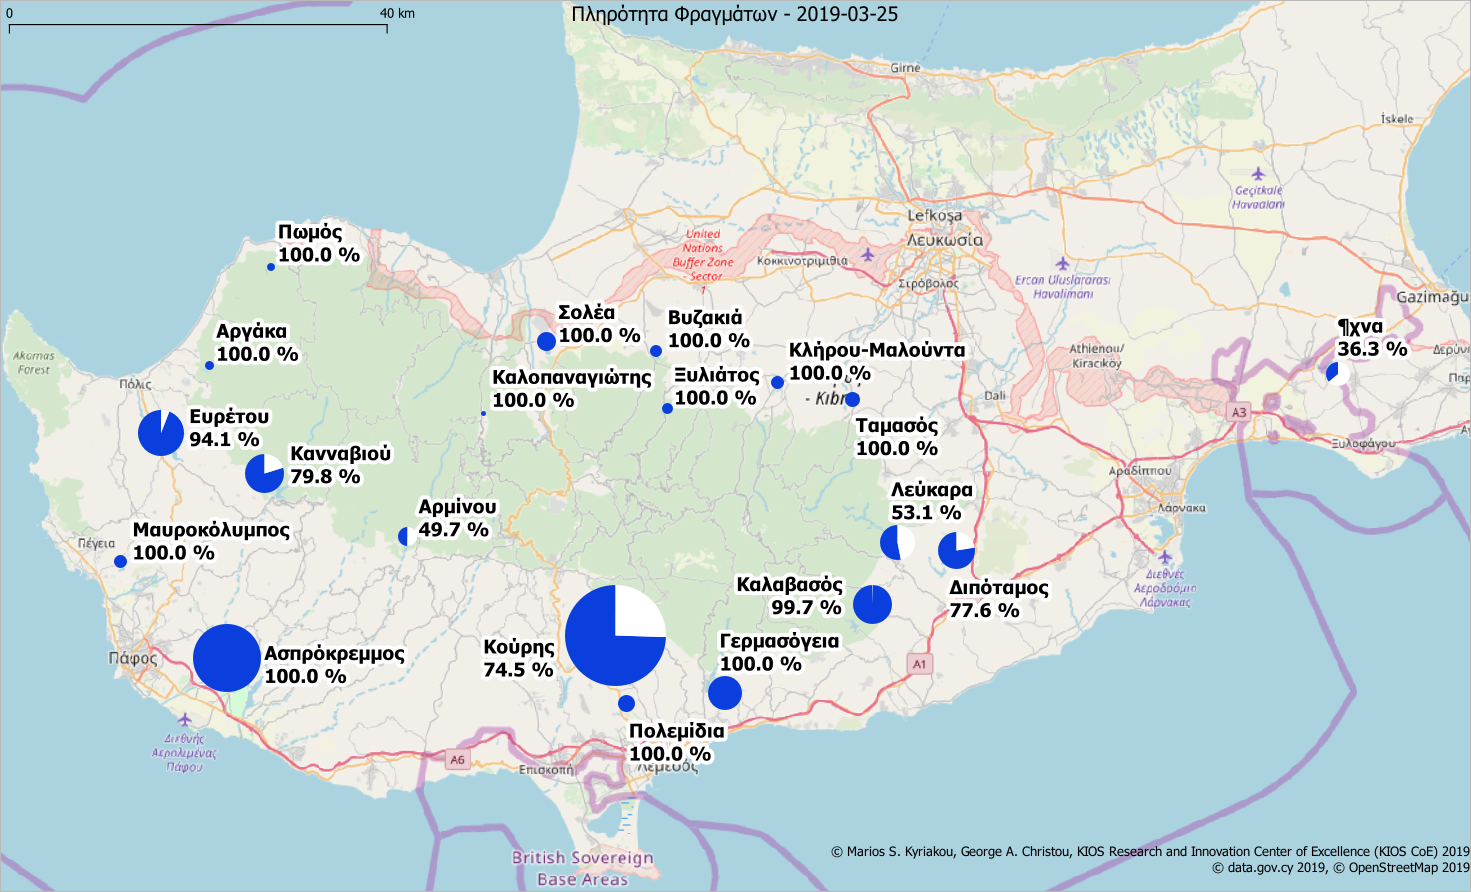 0
40 km
Πληρότητα Φραγμάτων - 2019-03-25
Girne
İskele
Geçitkale
Havaalanı
Lefkoşa
Λευκωσία
United
Nations
Buffer Zone
- Sector
1
Κοκκινοτριμιθιά
Στρόβολος
Ercan Uluslararası
Havalimanı
Gazimağu
Πωμός
100.0 %
Σολέα
100.0 %
Βυζακιά
100.0 %
¶χνα
36.3 %
Αργάκα
100.0 %
Κλήρου-Μαλούντα
100.0 %
Athienou/
Kiracıköy
Δερύν
Akamas
Forest
Πόλις
Καλοπαναγιώτης
100.0 %
Ξυλιάτος
100.0 %
- Kıbrı
Dali
Παρ
A3
Ευρέτου
94.1 %
Ταμασός
100.0 %
Ξυλοφάγου
Αγ
Κανναβιού
79.8 %
Αραδίππου
Λεύκαρα
53.1 %
Αρμίνου
49.7 %
Λάρνακα
Μαυροκόλυμπος
100.0 %
Πέγεια
Διεθνές
Αεροδρόμιο
Λάρνακας
Καλαβασός
99.7 %
Διπόταμος
77.6 %
Κούρης
74.5 %
Γερμασόγεια
100.0 %
Πάφος
Ασπρόκρεμμος
100.0 %
A1
Διεθνής
Αερολιμένας
Πάφου
Πολεμίδια
100.0 %
A6
Επισκοπή
Λεμεσός
British Sovereign
Base Areas
© Marios S. Kyriakou, George A. Christou, KIOS Research and Innovation Center of Excellence (KIOS CoE) 2019
© data.gov.cy 2019, © OpenStreetMap 2019